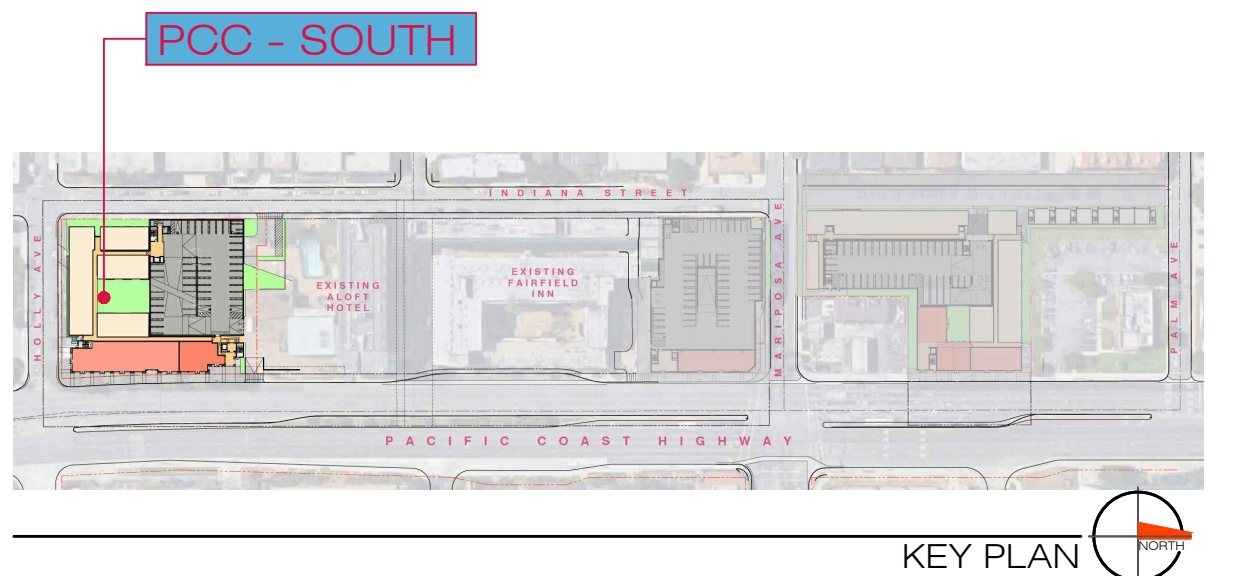 PCC - SOUTH
INDIANA STREET
HOLLY AVE
EXISTING
ALOFT
HOTEL
EXISTING
FAIRFIELD
INN
MARIPOSA AVE
PALM AVE
PACIFIC COAST HIGHWAY
KEY PLAN
NORTH